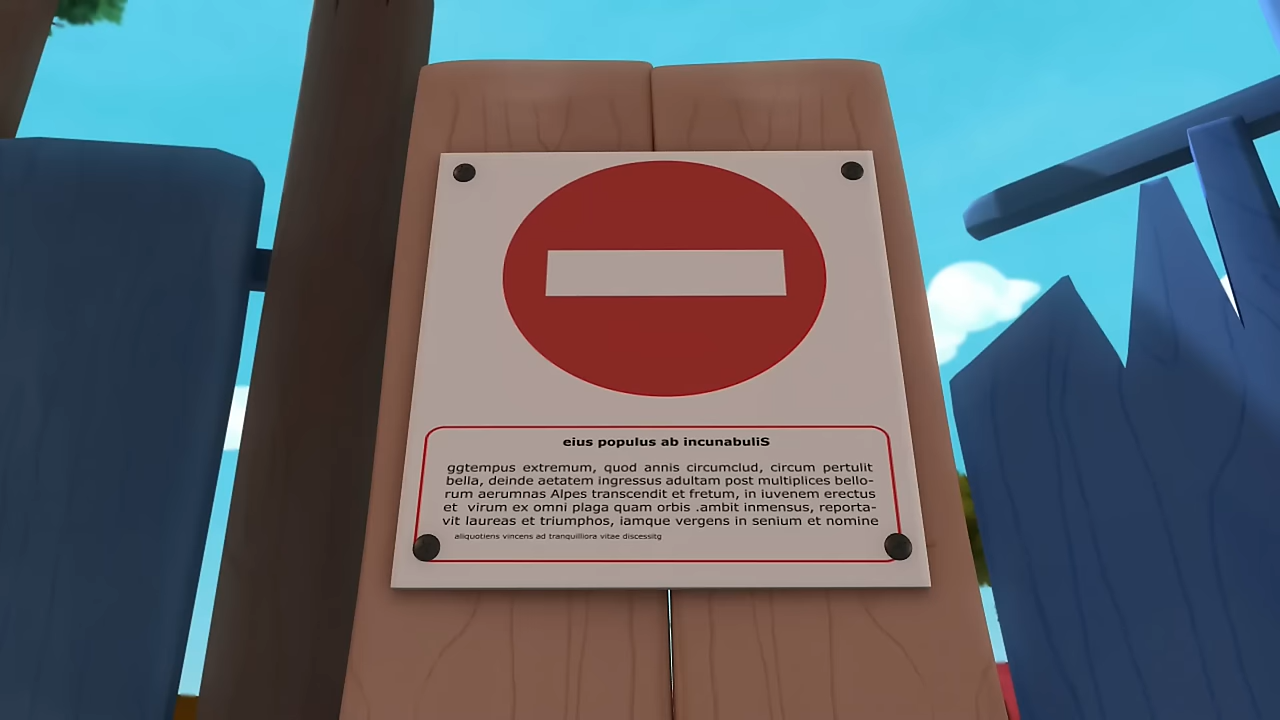 eius populus ab incunabuliS
ggtempus extremum, quod annis circumclud, circum pertulit
bella, deinde aetatem ingressus adultam post multiplices bello-
rum aerumnas Alpes transcendit et fretum, in iuvenem erectus
et virum ex omni plaga quam orbis .ambit inmensus, reporta-
vit laureas et triumphos, iamque vergens in senium et nomine
aliquotiens vincens ad tranquilliora vitae discessitg